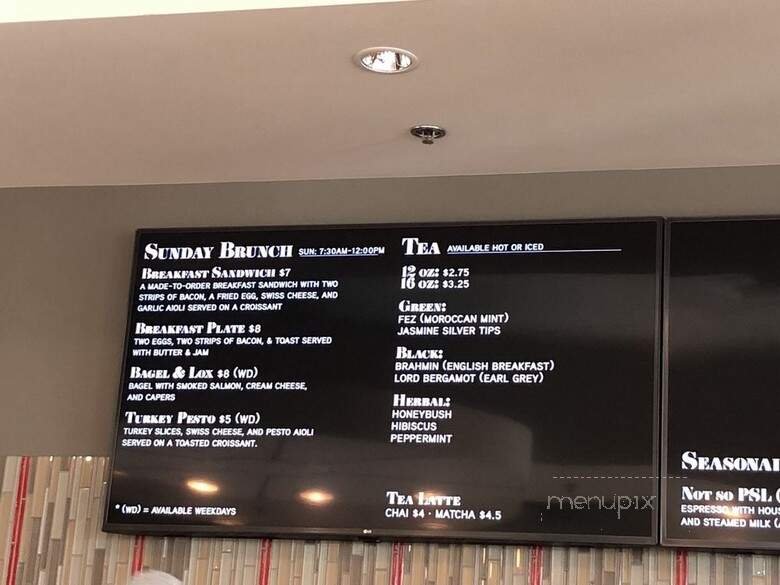 SUNDAY BRUNCH SUN: 7:30AM-12:00PM
BREAKFAST SANDWICH $7
A MADE-TO-ORDER BREAKFAST SANDWICH WITH TWO
STRIPS OF BACON, A FRIED EGG, SWISS CHEESE, AND
GARLIC AIOLI SERVED ON A CROISSANT
BREAKFAST PLATE $8
TWO EGGS, TWO STRIPS OF BACON, & TOAST SERVED
WITH BUTTER & JAM
BAGEL & LOX $8 (WD)
BAGEL WITH SMOKED SALMON, CREAM CHEESE,
AND CAPERS
TURKEY PESTO $5 (WD)
TURKEY SLICES, SWISS CHEESE, AND PESTO AIOLI
SERVED ON A TOASTED CROISSANT.
*(WD) = AVAILABLE WEEKDAYS
TEA AVAILABLE HOT OR ICED
12 OZ: $2.75
16 OZ: $3.25
GREEN:
FEZ (MOROCCAN MINT)
JASMINE SILVER TIPS
BLACK:
BRAHMIN (ENGLISH BREAKFAST)
LORD BERGAMOT (EARL GREY)
HERBAL:
HONEYBUSH
HIBISCUS
PEPPERMINT
TEA LATTE
CHAI $4 · MATCHA $4.5
LG
menupix
SEASONAL
NOT SO PSL (
ESPRESSO WITH HOUS
AND STEAMED MILK (